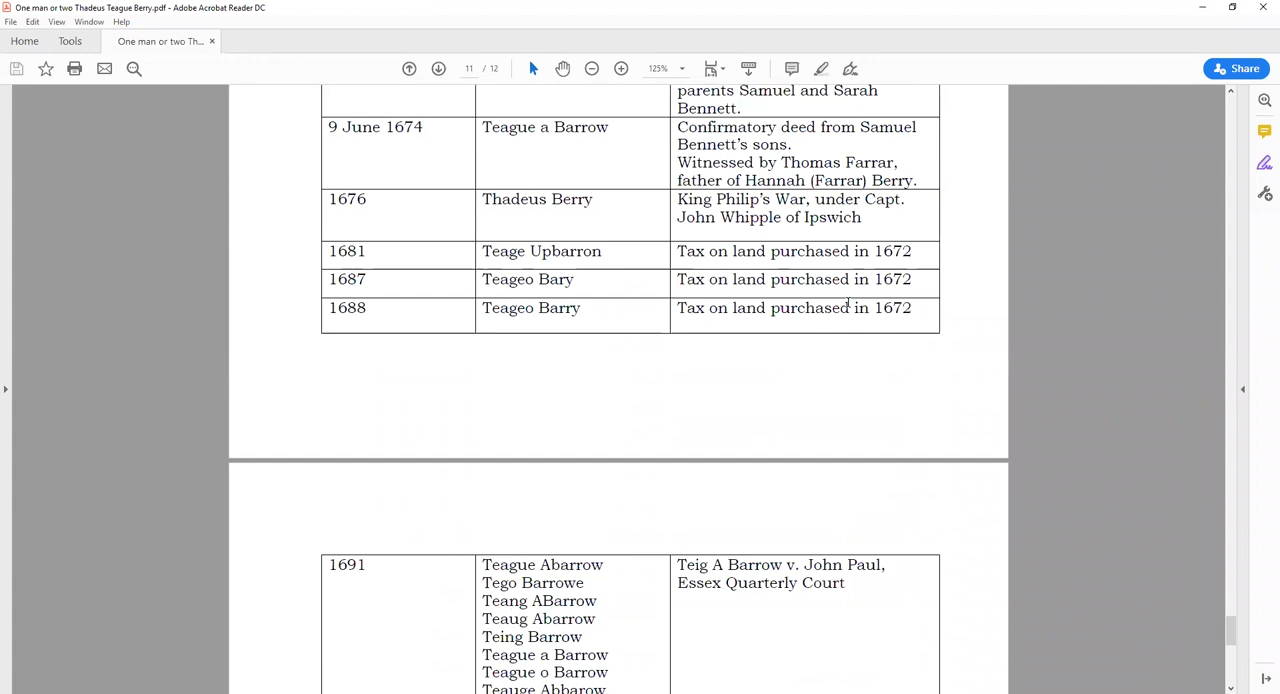 One man or two Thadeus Teague Berry.pdf - Adobe Acrobat Reader DC
File Edit View Window Help
Home Tools One man or two Th... ×
11 / 12 125% Share
parents Samuel and Sarah
Bennett.
9 June 1674 Teague a Barrow Confirmatory deed from Samuel
Bennett’s sons.
Witnessed by Thomas Farrar,
father of Hannah (Farrar) Berry.
1676 Thadeus Berry King Philip’s War, under Capt.
John Whipple of Ipswich
1681 Teage Upbarron Tax on land purchased in 1672
1687 Teageo Bary Tax on land purchased in 1672
1688 Teageo Barry Tax on land purchased in 1672
1691 Teague Abarrow Teig A Barrow v. John Paul,
Tego Barrowe Essex Quarterly Court
Teang ABarrow
Teaug Abarrow
Teing Barrow
Teague a Barrow
Teague o Barrow
Teauge Abbarow